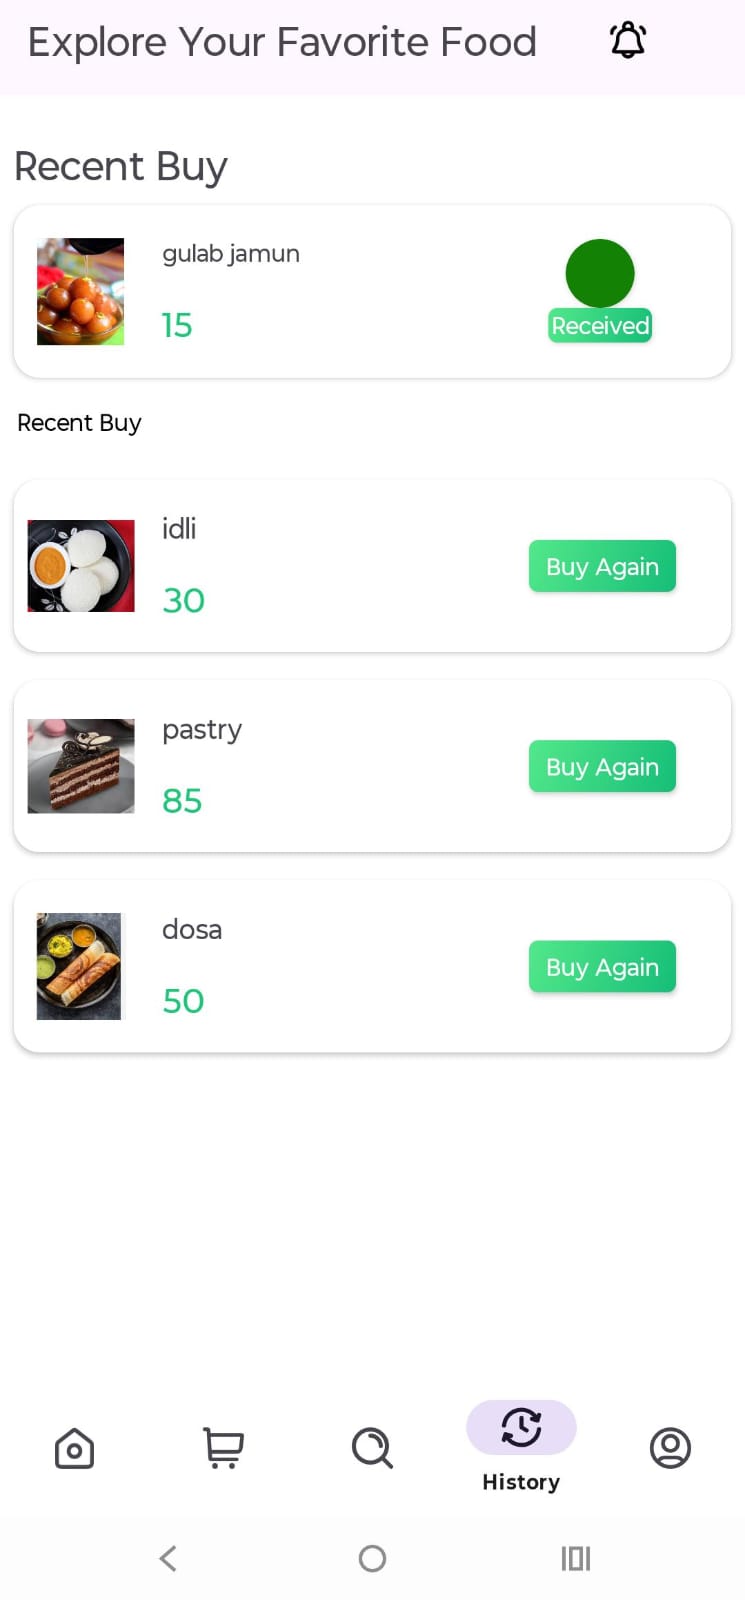 Explore Your Favorite Food
Recent Buy
gulab jamun
15
Received
Recent Buy
idli
30
Buy Again
pastry
85
Buy Again
dosa
50
Buy Again
History